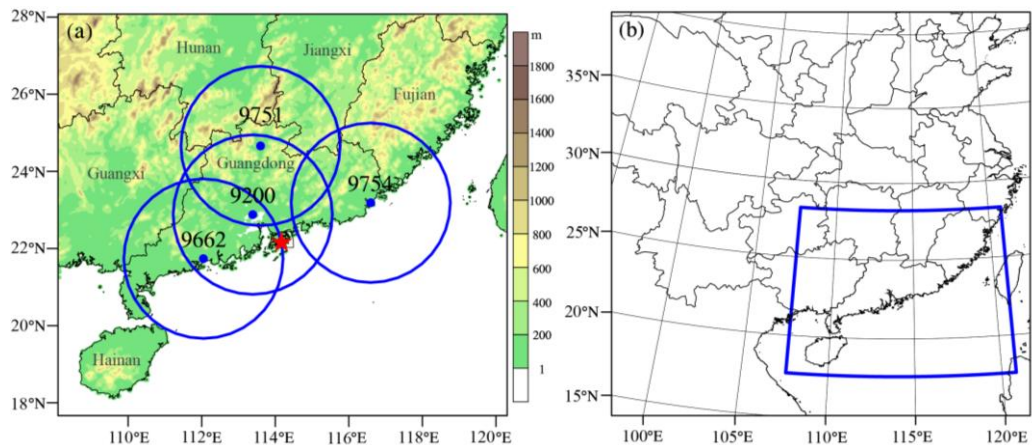 (a)
28°N
26°N
24°N
22°N
20°N
18°N
Hunan
Jiangxi
Fujian
9751
Guangdong
Guangxi
9200
9754
9662
Hainan
110°E 112°E 114°E 116°E 118°E 120°E
m
1800
1600
1400
1200
1000
800
600
400
200
1
(b)
35°N
30°N
25°N
20°N
15°N
100°E 105°E 110°E 115°E 120°E